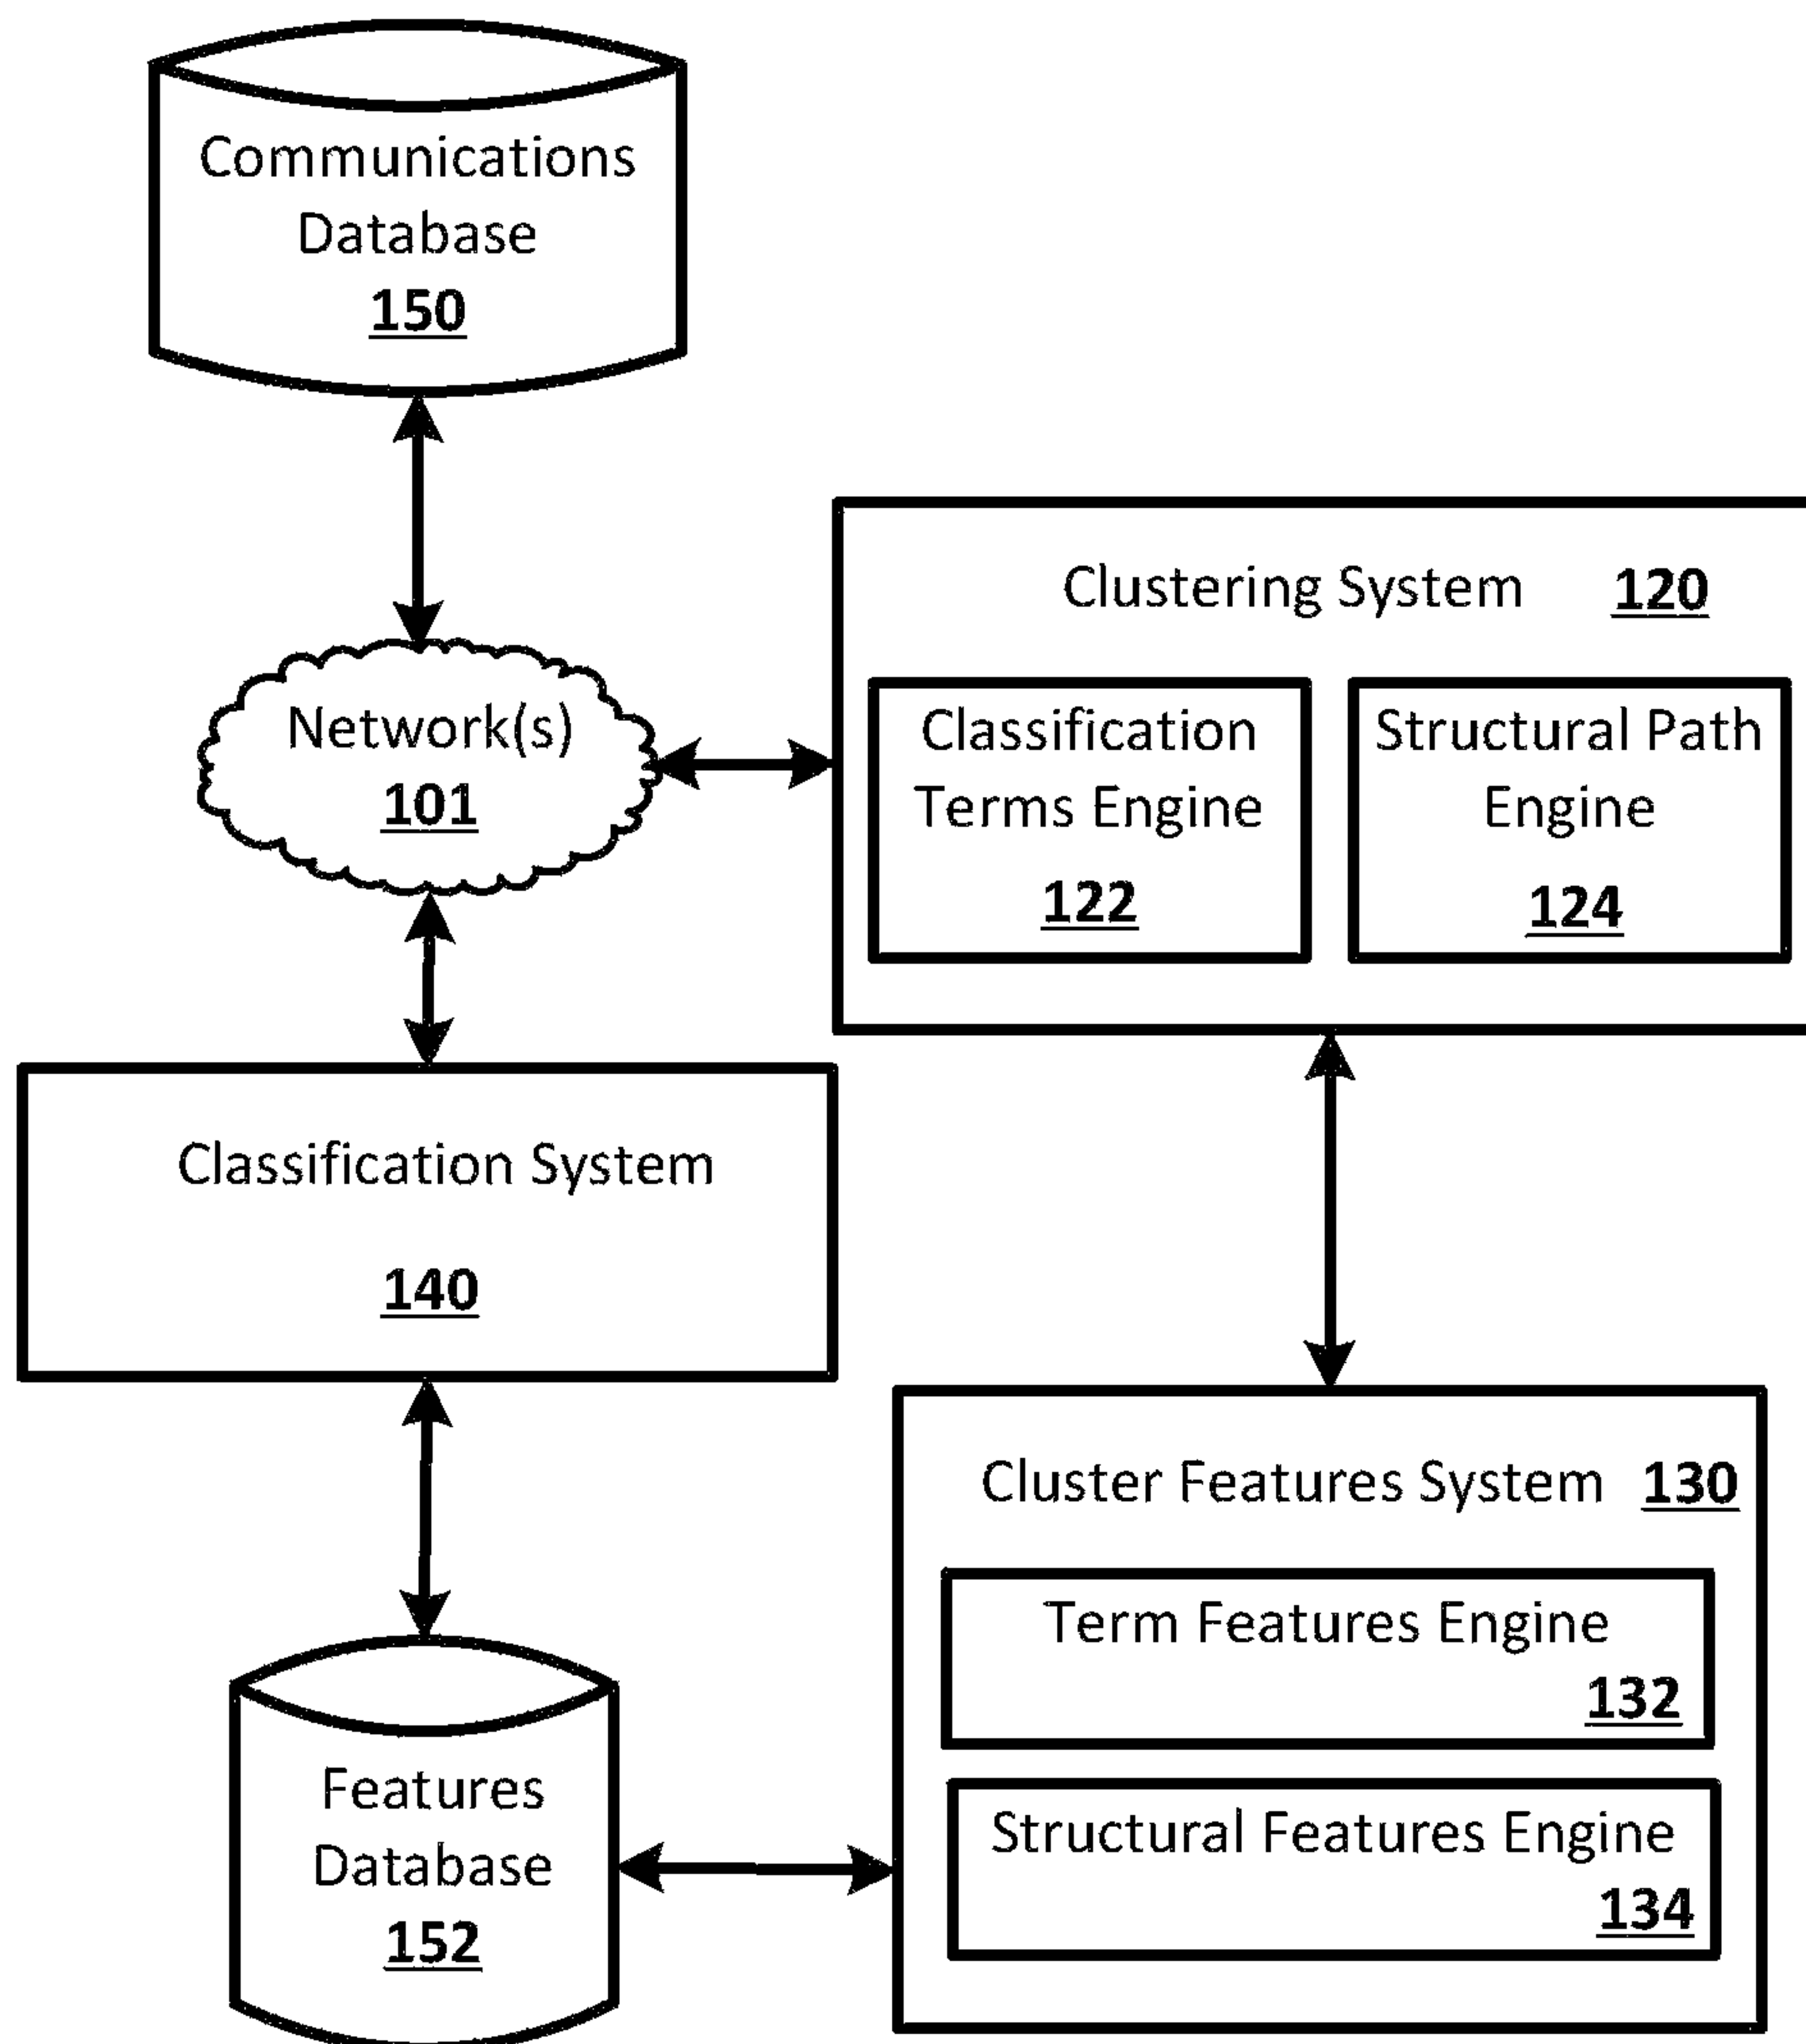 Communications
Database
150
Clustering System 120
Network(s)
101
Classification
Terms Engine
122
Structural Path
Engine
124
Classification System
140
Cluster Features System 130
Term Features Engine
132
Structural Features Engine
134
Features
Database
152